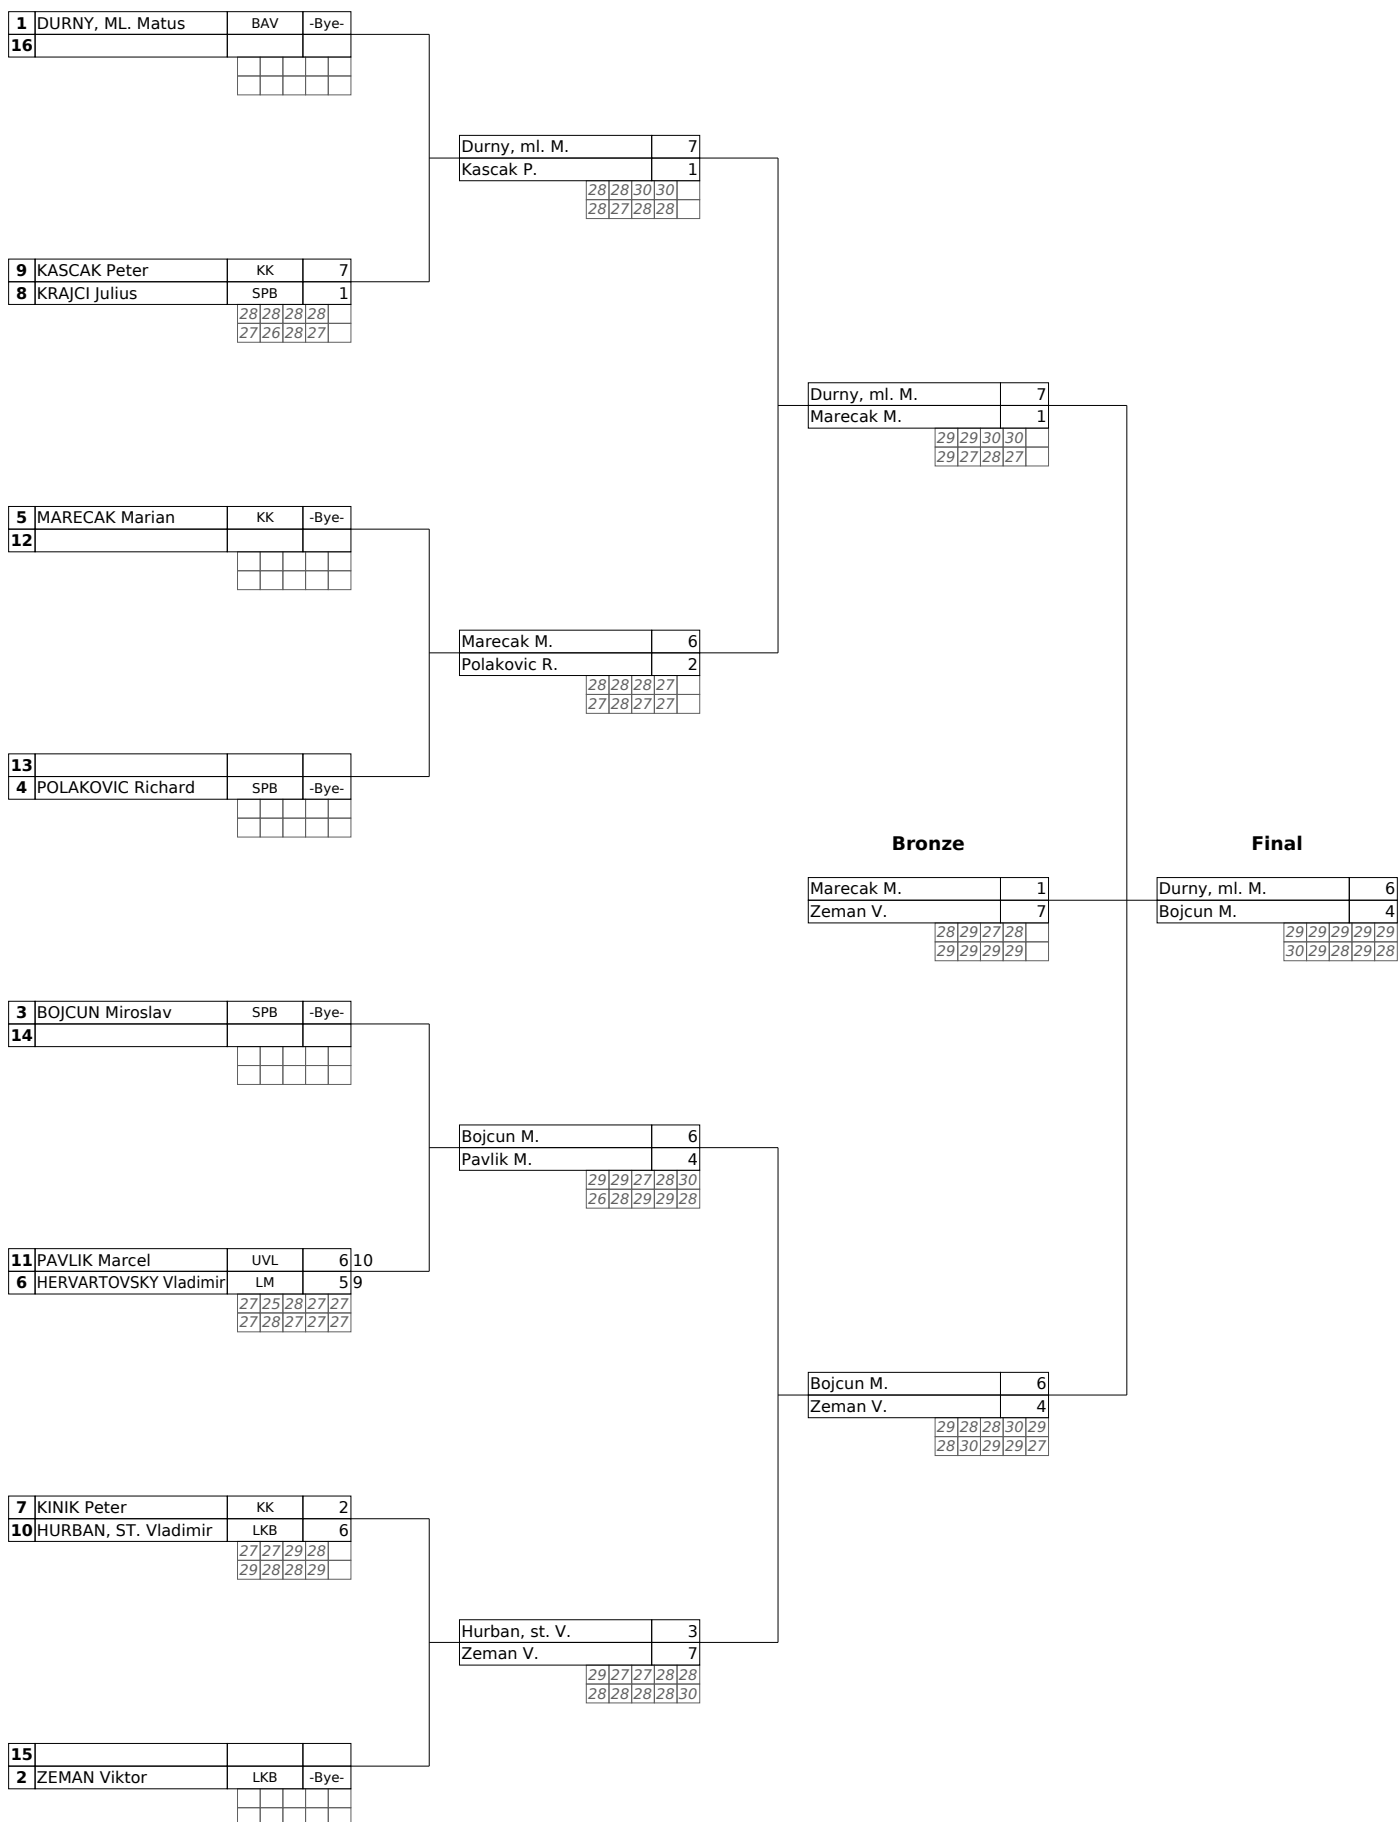 1 DURNY, ML. Matus BAV -Bye-
16
Durny, ml. M. 7
Kascak P. 1
28 28 30 30
28 27 28 28
9 KASCAK Peter KK 7
8 KRAJCI Julius SPB 1
28 28 28 28
27 26 28 27
Durny, ml. M. 7
Marecak M. 1
29 29 30 30
29 27 28 27
5 MARECAK Marian KK -Bye-
12
Marecak M. 6
Polakovic R. 2
28 28 28 27
27 28 27 27
13
4 POLAKOVIC Richard SPB -Bye-
Bronze
Marecak M. 1
Zeman V. 7
28 29 27 28
29 29 29 29
Final
Durny, ml. M. 6
Bojcun M. 4
29 29 29 29 29
30 29 28 29 28
3 BOJCUN Miroslav SPB -Bye-
14
Bojcun M. 6
Pavlik M. 4
29 29 27 28 30
26 28 29 29 28
11 PAVLIK Marcel UVL 6 10
6 HERVARTOVSKY Vladimir LM 5 9
27 25 28 27 27
27 28 27 27 27
Bojcun M. 6
Zeman V. 4
29 28 28 30 29
28 30 29 29 27
7 KINIK Peter KK 2
10 HURBAN, ST. Vladimir LKB 6
27 27 29 28
29 28 28 29
Hurban, st. V. 3
Zeman V. 7
29 27 27 28 28
28 28 28 28 30
15
2 ZEMAN Viktor LKB -Bye-